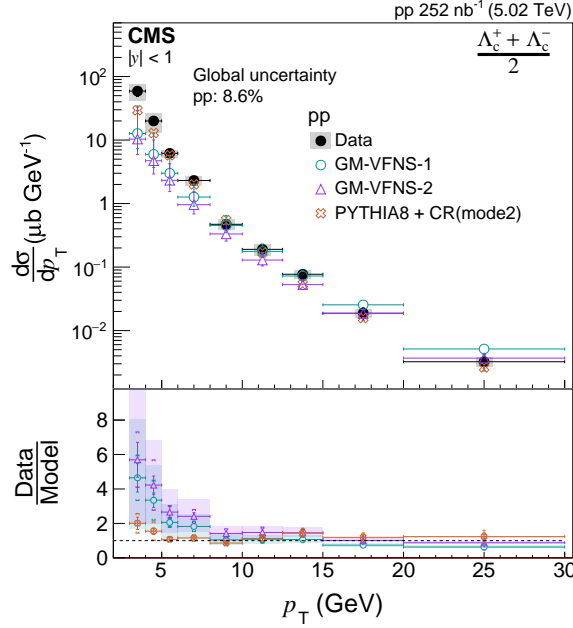 pp 252 nb⁻¹ (5.02 TeV)
CMS
|y| < 1
Λc⁺ + Λc⁻
2
Global uncertainty
pp: 8.6%
pp
Data
GM-VFNS-1
GM-VFNS-2
PYTHIA8 + CR(mode2)
dσ/dp_T (μb GeV⁻¹)
10²
10
1
10⁻¹
10⁻²
Data/Model
8
6
4
2
0
5 10 15 20 25 30
p_T (GeV)